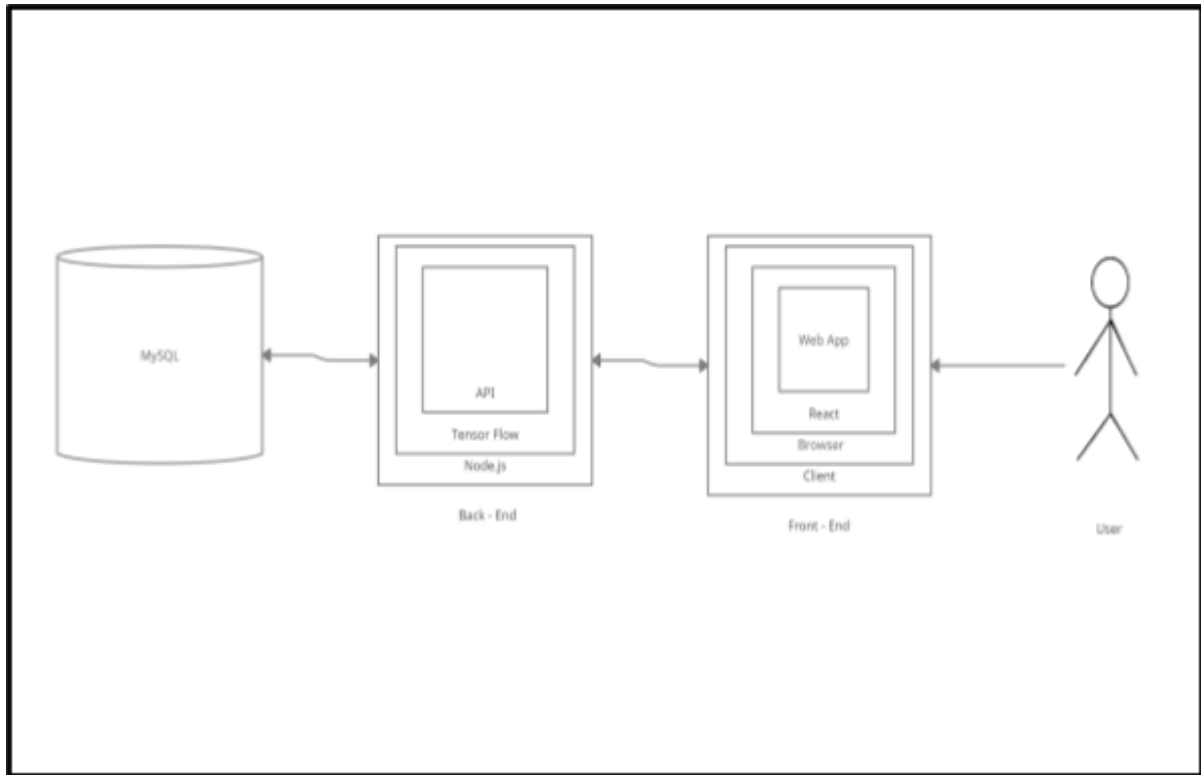 MySQL
API
Tensor Flow
Node.js
Back - End
Web App
React
Browser
Client
Front - End
User